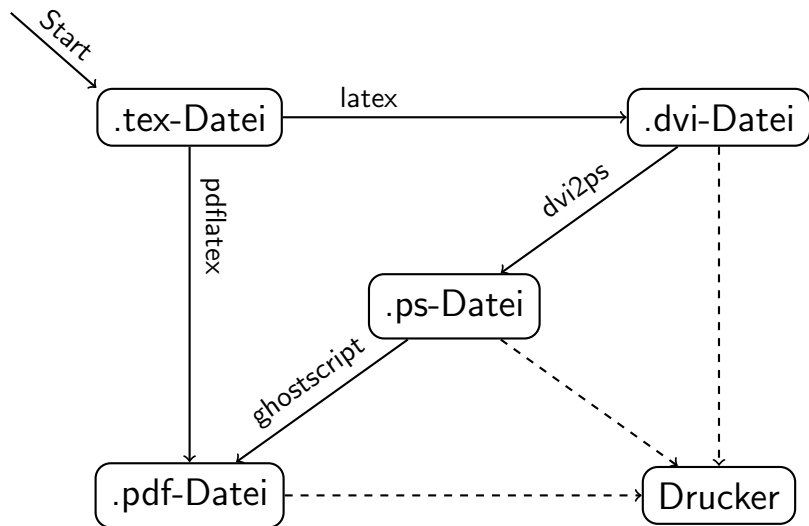 Start
.tex-Datei
latex
.dvi-Datei
pdflatex
dvi2ps
.ps-Datei
ghostscript
.pdf-Datei
Drucker